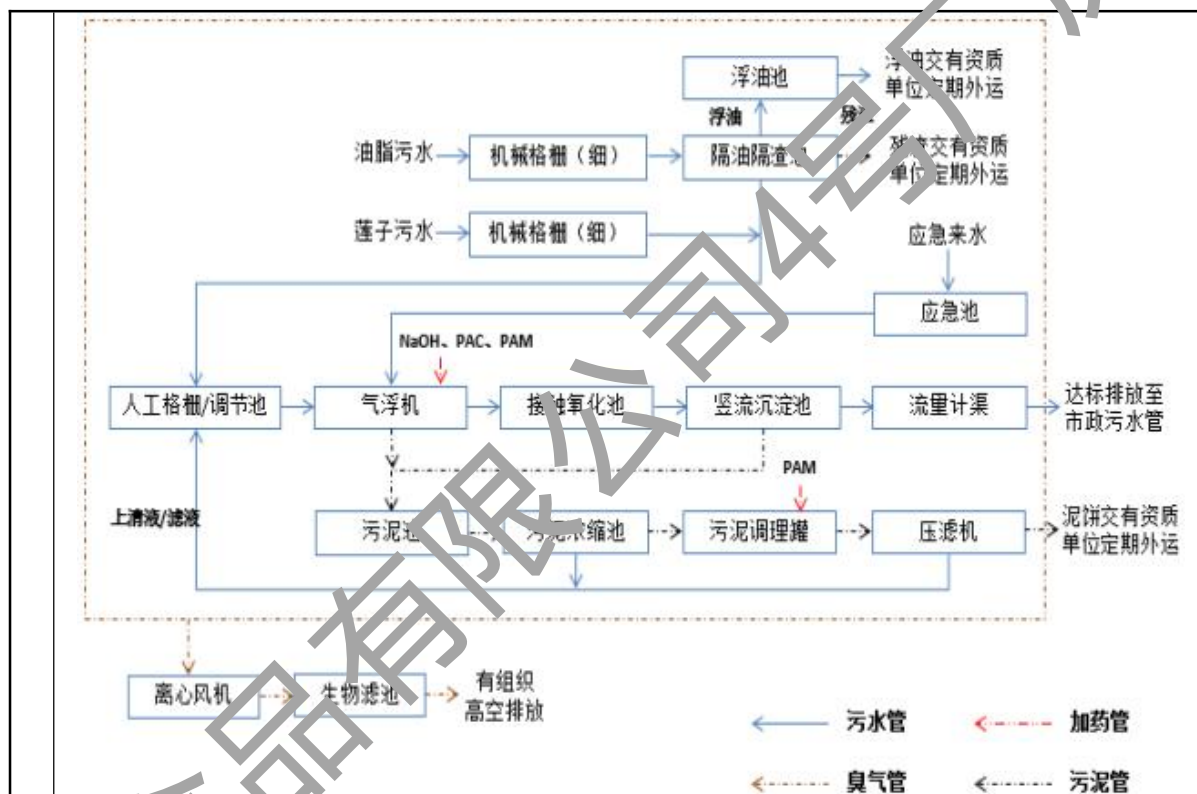 浮油池
浮油交有资质
单位定期外运
浮油
油脂污水
机械格栅（细）
隔油隔渣
残渣交有资质
单位定期外运
莲子污水
机械格栅（细）
应急来水
应急池
NaOH、PAC、PAM
人工格栅/调节池
气浮机
接触氧化池
竖流沉淀池
流量计渠
达标排放至
市政污水管
PAM
上清液/滤液
污泥
污泥浓缩池
污泥调理罐
压滤机
泥饼交有资质
单位定期外运
离心风机
生物滤池
有组织
高空排放
污水管
加药管
臭气管
污泥管
品有限公司4号厂